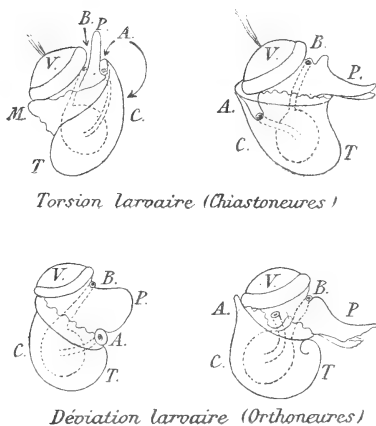 B. P. A.
V.
M.
C.
T
V. B.
P.
A.
C.
T
Torsion larvaire (Chiastoneures)
V. B.
P.
A.
C.
T.
V B.
A.
P
C.
T
Déviation larvaire (Orthoneures)